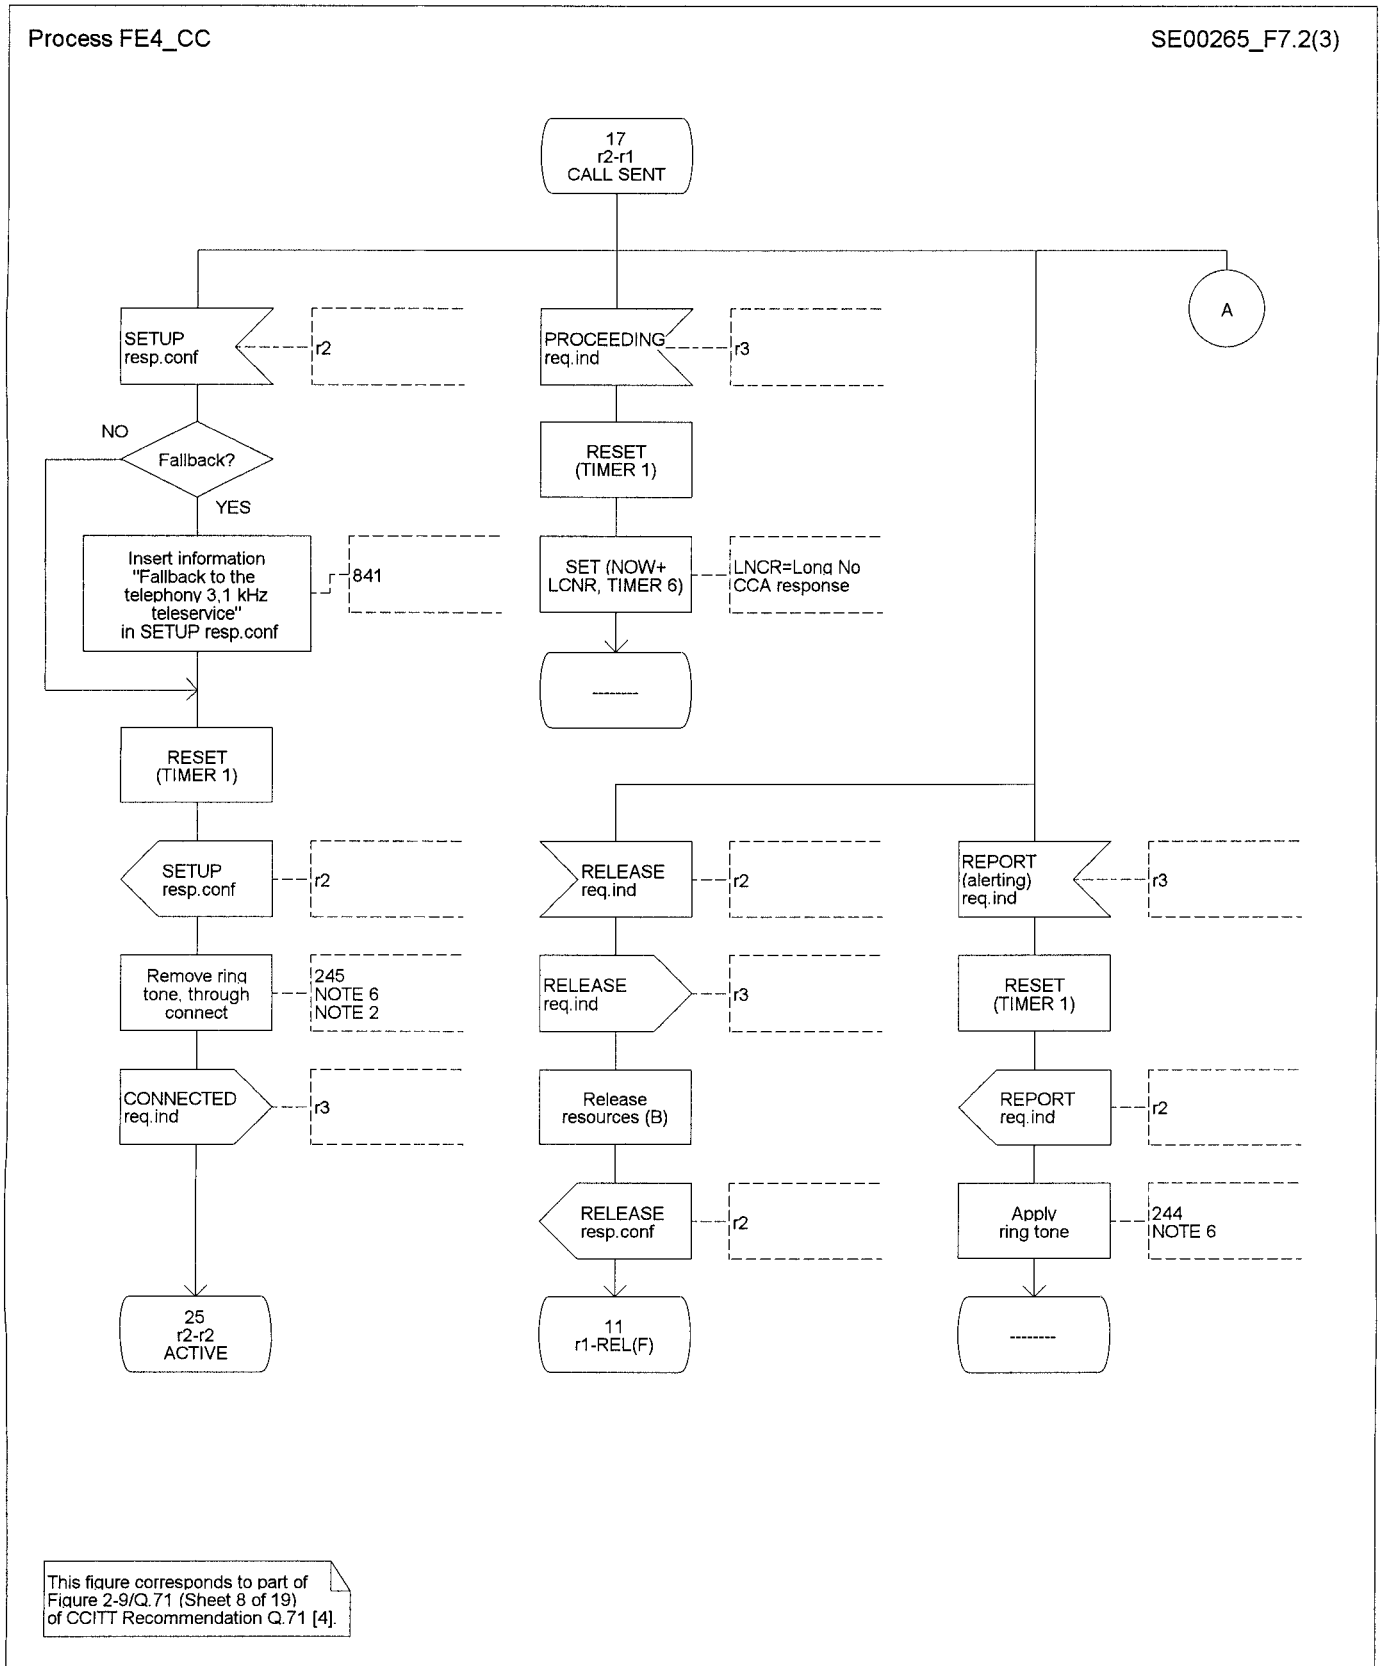 Process FE4_CC
SE00265_F7.2(3)
17
r2-r1
CALL SENT
A
SETUP
resp.conf
r2
PROCEEDING
req.ind
r3
NO
Fallback?
YES
RESET
(TIMER 1)
Insert information
"Fallback to the
telephony 3,1 kHz
teleservice"
in SETUP resp.conf
841
SET (NOW+
LCNR, TIMER 6)
LNCR=Long No
CCA response
--------
RESET
(TIMER 1)
SETUP
resp.conf
r2
RELEASE
req.ind
r2
REPORT
(alerting)
req.ind
r3
Remove ring
tone, through
connect
245
NOTE 6
NOTE 2
RELEASE
req.ind
r3
RESET
(TIMER 1)
CONNECTED
req.ind
r3
Release
resources (B)
REPORT
req.ind
r2
RELEASE
resp.conf
r2
Apply
ring tone
244
NOTE 6
25
r2-r2
ACTIVE
11
r1-REL(F)
--------
This figure corresponds to part of
Figure 2-9/Q.71 (Sheet 8 of 19)
of CCITT Recommendation Q.71 [4].